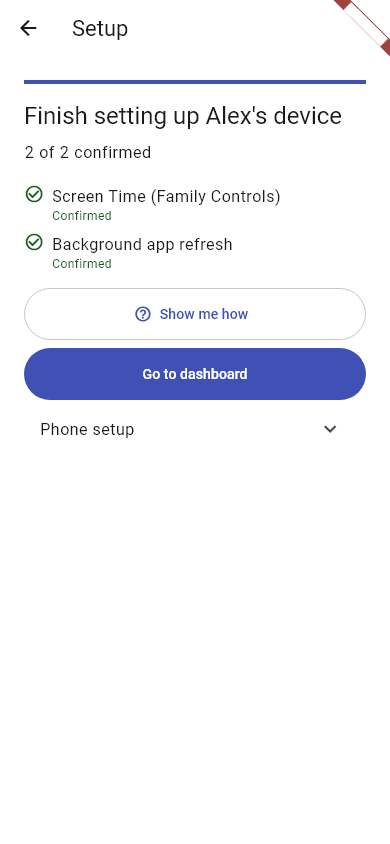 Setup
Finish setting up Alex's device
2 of 2 confirmed
Screen Time (Family Controls)
Confirmed
Background app refresh
Confirmed
Show me how
Go to dashboard
Phone setup